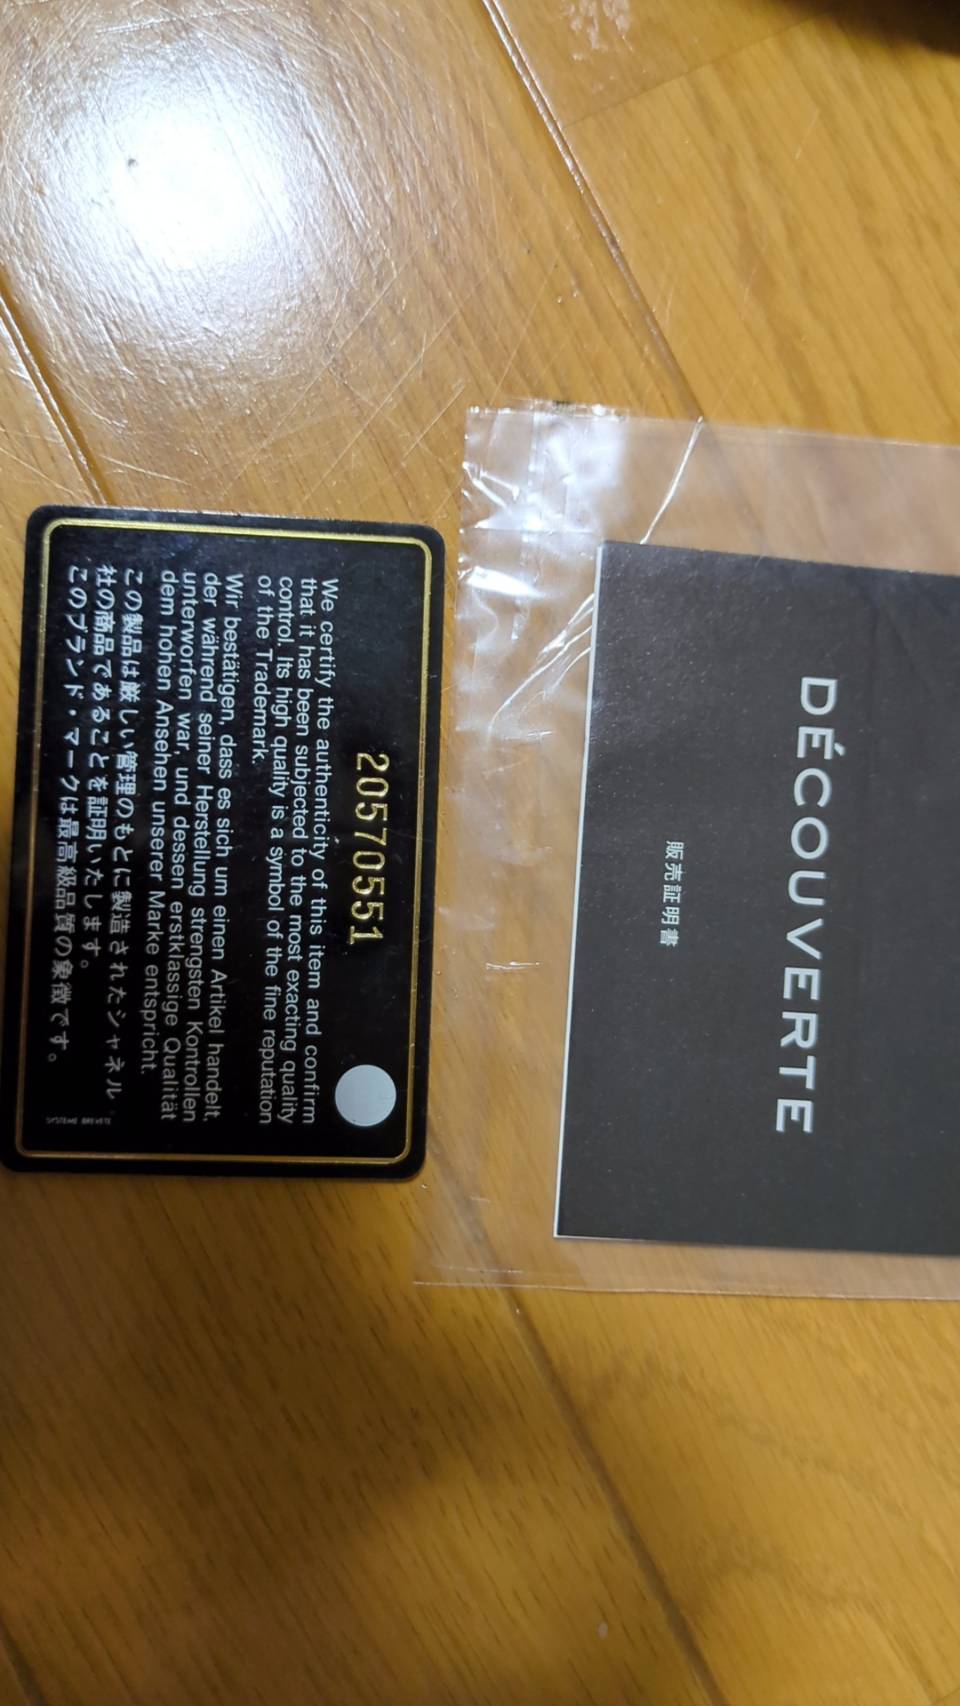 20570551
We certify the authenticity of this item and confirm
that it has been subjected to the most exacting quality
control. Its high quality is a symbol of the fine reputation
of the Trademark.
Wir bestätigen, dass es sich um einen Artikel handelt,
der während seiner Herstellung strengsten Kontrollen
unterworfen war, und dessen erstklassige Qualität
dem hohen Ansehen unserer Marke entspricht.
この製品は厳しい管理のもとに製造されたシャネル
社の商品であることを証明いたします。
このブランド・マークは最高級品質の象徴です。
SYSTEME BREVETE
DÉCOUVERTE
販売証明書